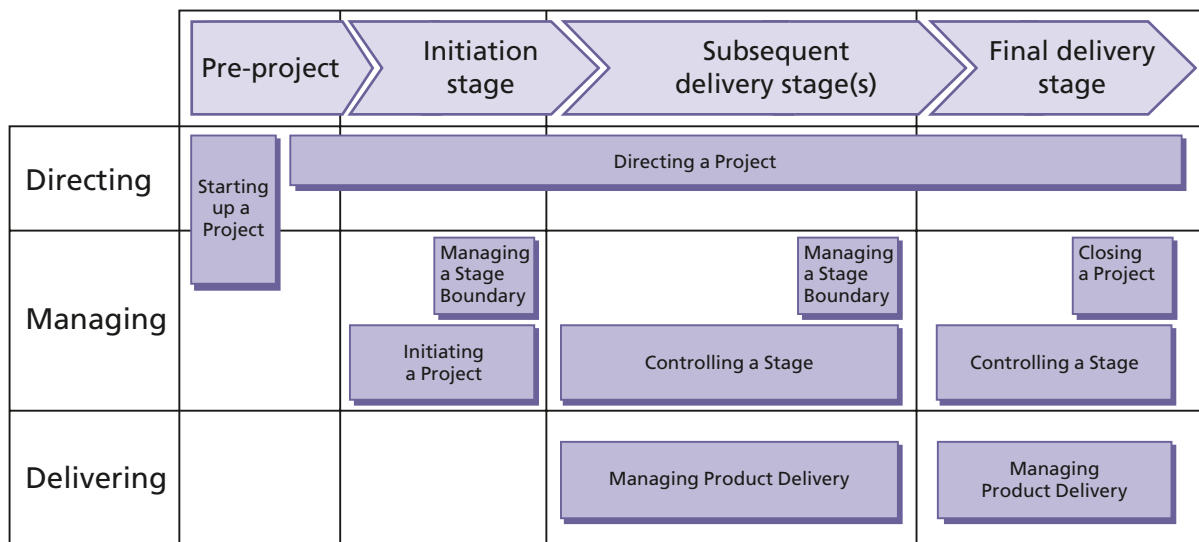 Pre-project
Initiation
stage
Subsequent
delivery stage(s)
Final delivery
stage
Directing
Starting
up a
Project
Directing a Project
Managing
Managing
a Stage
Boundary
Managing
a Stage
Boundary
Closing
a Project
Initiating
a Project
Controlling a Stage
Controlling a Stage
Delivering
Managing Product Delivery
Managing
Product Delivery